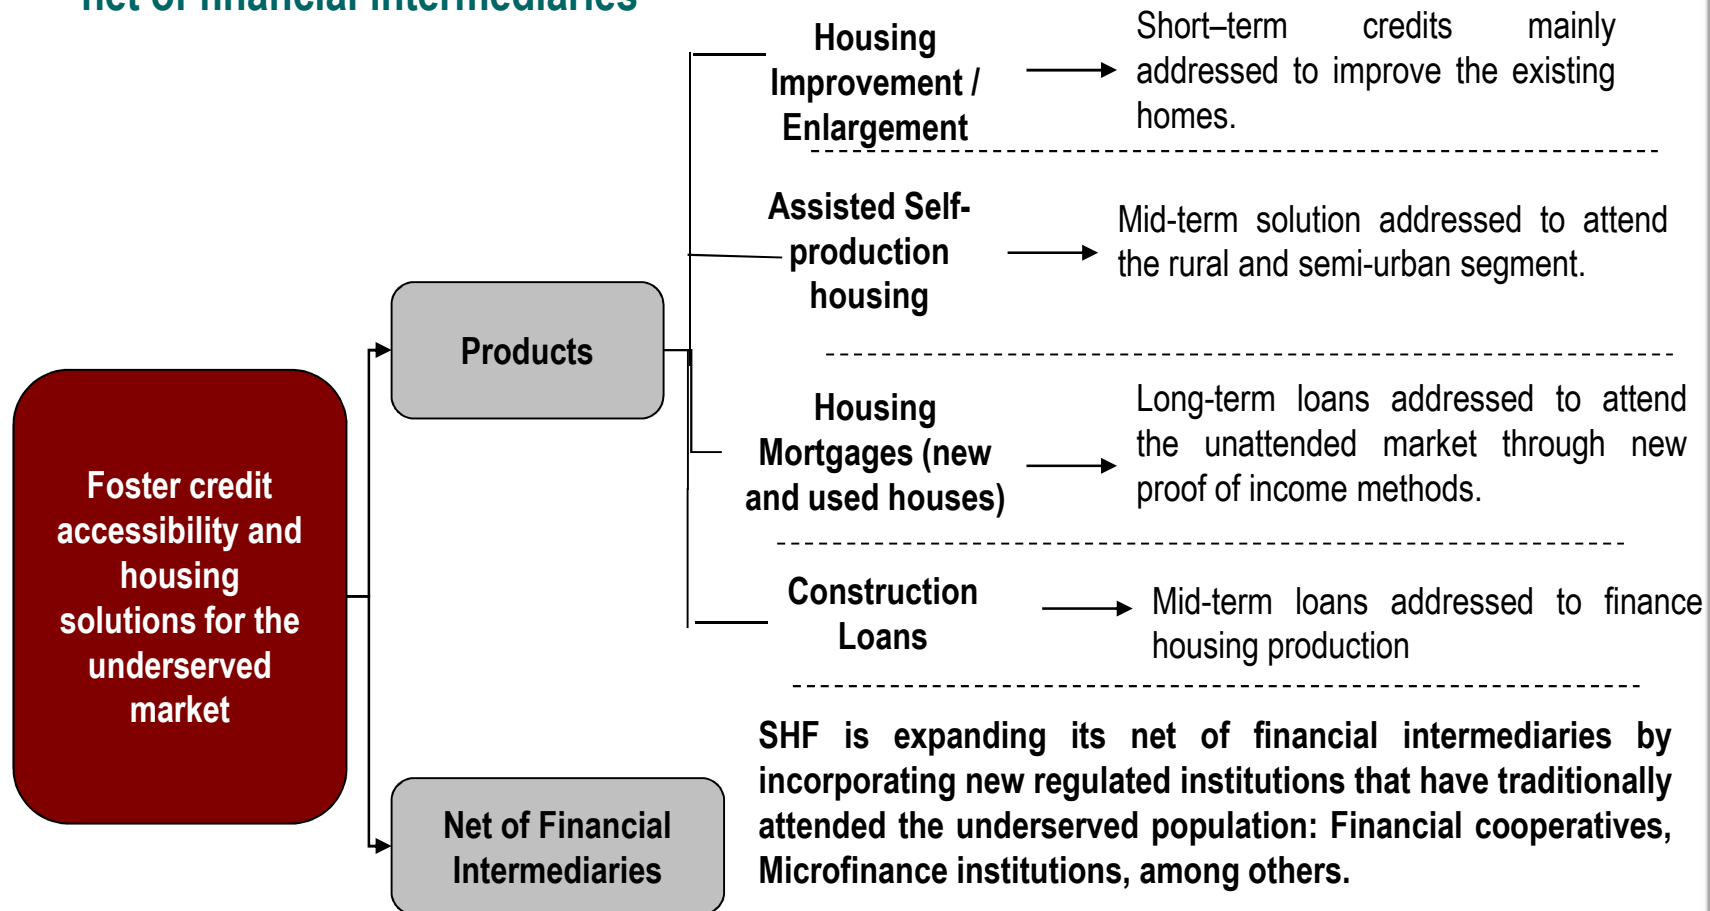 net of financial intermediaries
Housing
Improvement /
Enlargement
Short–term credits mainly
addressed to improve the existing
homes.
Assisted Self-
production
housing
Mid-term solution addressed to attend
the rural and semi-urban segment.
Products
Housing
Mortgages (new
and used houses)
Long-term loans addressed to attend
the unattended market through new
proof of income methods.
Foster credit
accessibility and
housing
solutions for the
underserved
market
Construction
Loans
Mid-term loans addressed to finance
housing production
Net of Financial
Intermediaries
SHF is expanding its net of financial intermediaries by
incorporating new regulated institutions that have traditionally
attended the underserved population: Financial cooperatives,
Microfinance institutions, among others.